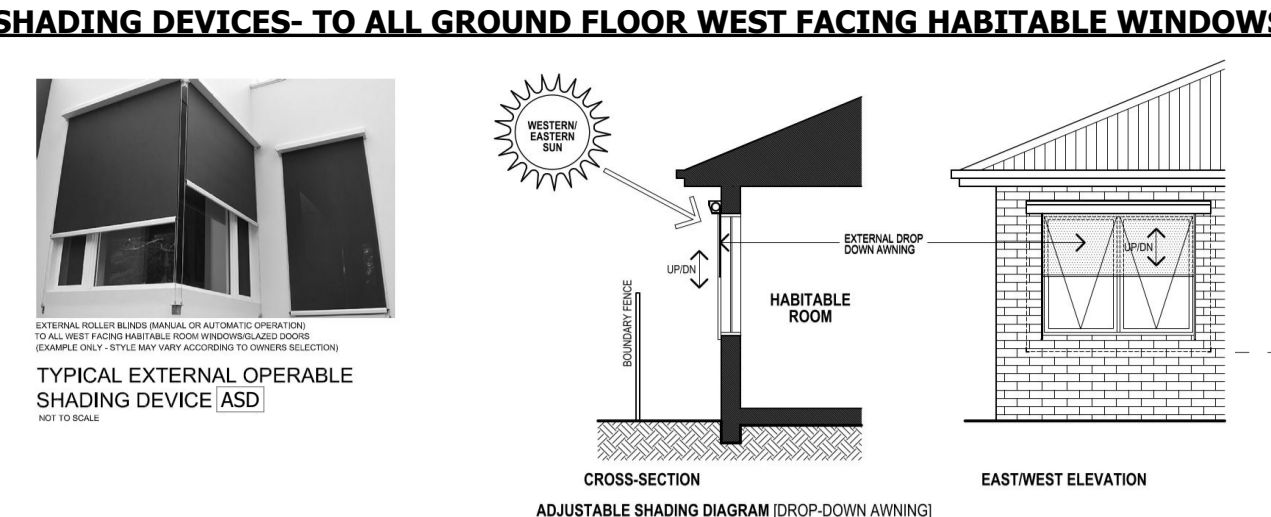 SHADING DEVICES- TO ALL GROUND FLOOR WEST FACING HABITABLE WINDOWS
WESTERN/
EASTERN
SUN
EXTERNAL DROP
DOWN AWNING
UP/DN
UP/DN
BOUNDARY FENCE
HABITABLE
ROOM
EXTERNAL ROLLER BLINDS (MANUAL OR AUTOMATIC OPERATION)
TO ALL WEST FACING HABITABLE ROOM WINDOWS/GLAZED DOORS
(EXAMPLE ONLY - STYLE MAY VARY ACCORDING TO OWNERS SELECTION)
TYPICAL EXTERNAL OPERABLE
SHADING DEVICE ASD
NOT TO SCALE
CROSS-SECTION
EAST/WEST ELEVATION
ADJUSTABLE SHADING DIAGRAM [DROP-DOWN AWNING]